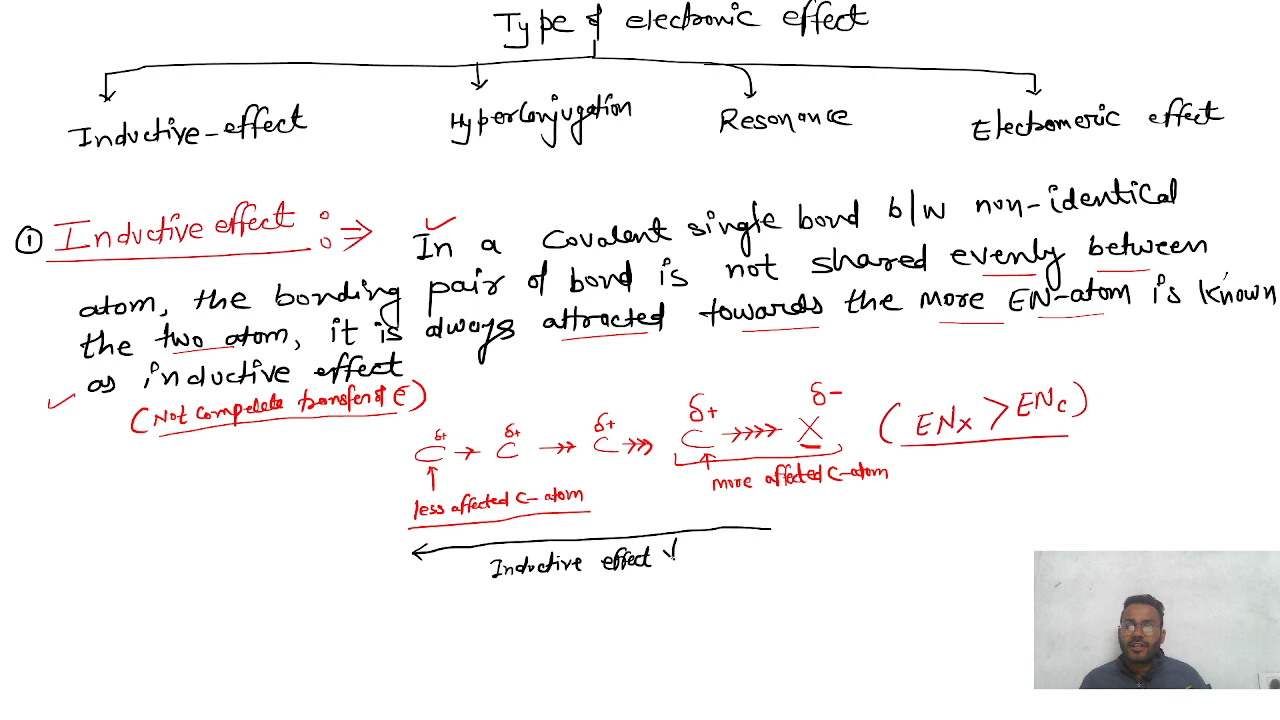 Type of electronic effect
Inductive-effect
Hyperconjugation
Resonance
Electromeric effect
① Inductive effect :⇒ ✓ In a covalent single bond b/w non-identical
atom, the bonding pair of bond is not shared evenly between
the two atom, it is always attracted towards the more EN-atom is known
as inductive effect
✓ (Not compelete transfer of e⁻)
δ+ δ+ δ+ δ+ δ-
C → C →> C →>> C →>>> X (ENx > ENc)
↑ less affected C-atom
↑ more affected C-atom
← Inductive effect ↓